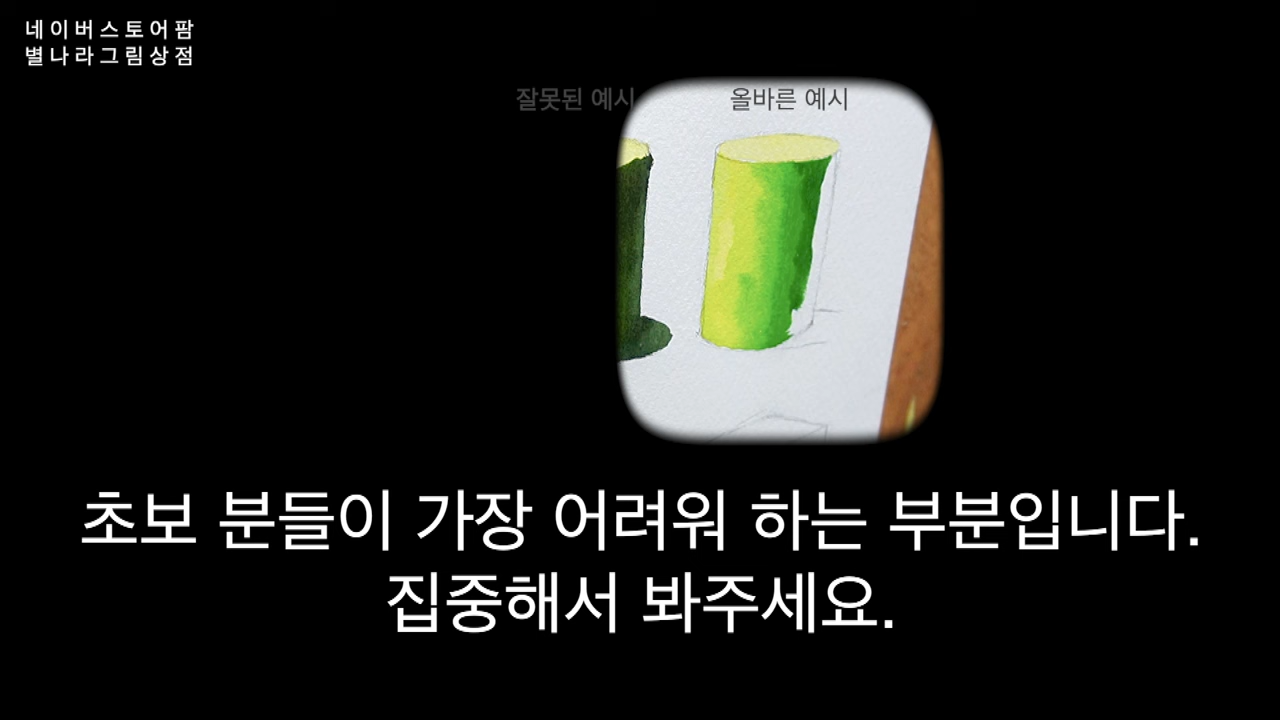 네이버스토어팜
별나라그림상점
잘못된 예시
올바른 예시
초보 분들이 가장 어려워 하는 부분입니다.
집중해서 봐주세요.